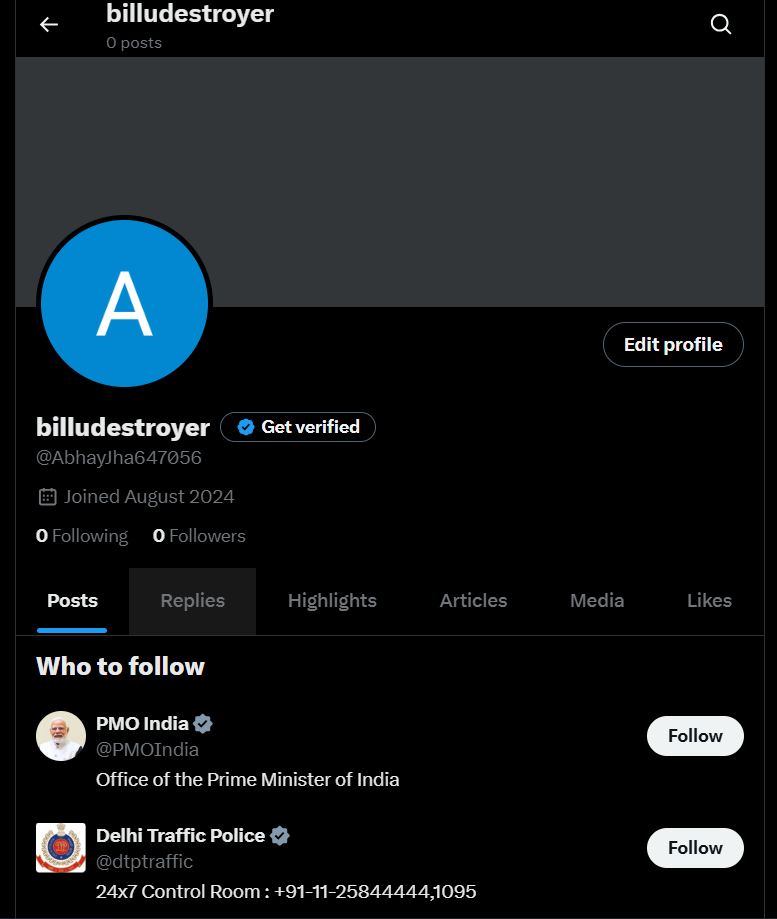 billudestroyer
0 posts
A
Edit profile
billudestroyer Get verified
@AbhayJha647056
Joined August 2024
0 Following 0 Followers
Posts Replies Highlights Articles Media Likes
Who to follow
PMO India
@PMOIndia
Follow
Office of the Prime Minister of India
Delhi Traffic Police
@dtptraffic
Follow
24x7 Control Room : +91-11-25844444,1095